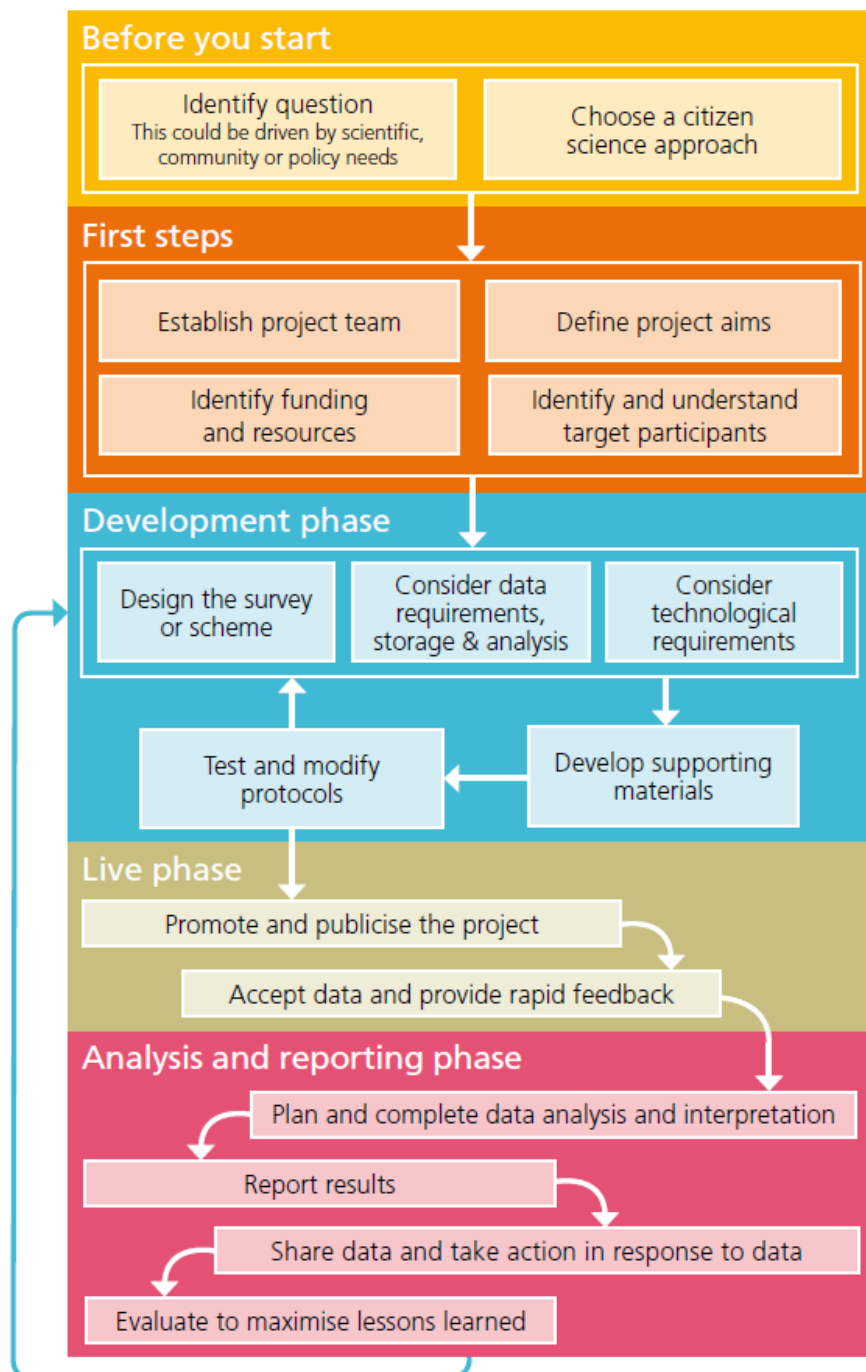 Before you start
Identify question
This could be driven by scientific,
community or policy needs
Choose a citizen
science approach
First steps
Establish project team
Define project aims
Identify funding
and resources
Identify and understand
target participants
Development phase
Design the survey
or scheme
Consider data
requirements,
storage & analysis
Consider
technological
requirements
Test and modify
protocols
Develop supporting
materials
Live phase
Promote and publicise the project
Accept data and provide rapid feedback
Analysis and reporting phase
Plan and complete data analysis and interpretation
Report results
Share data and take action in response to data
Evaluate to maximise lessons learned